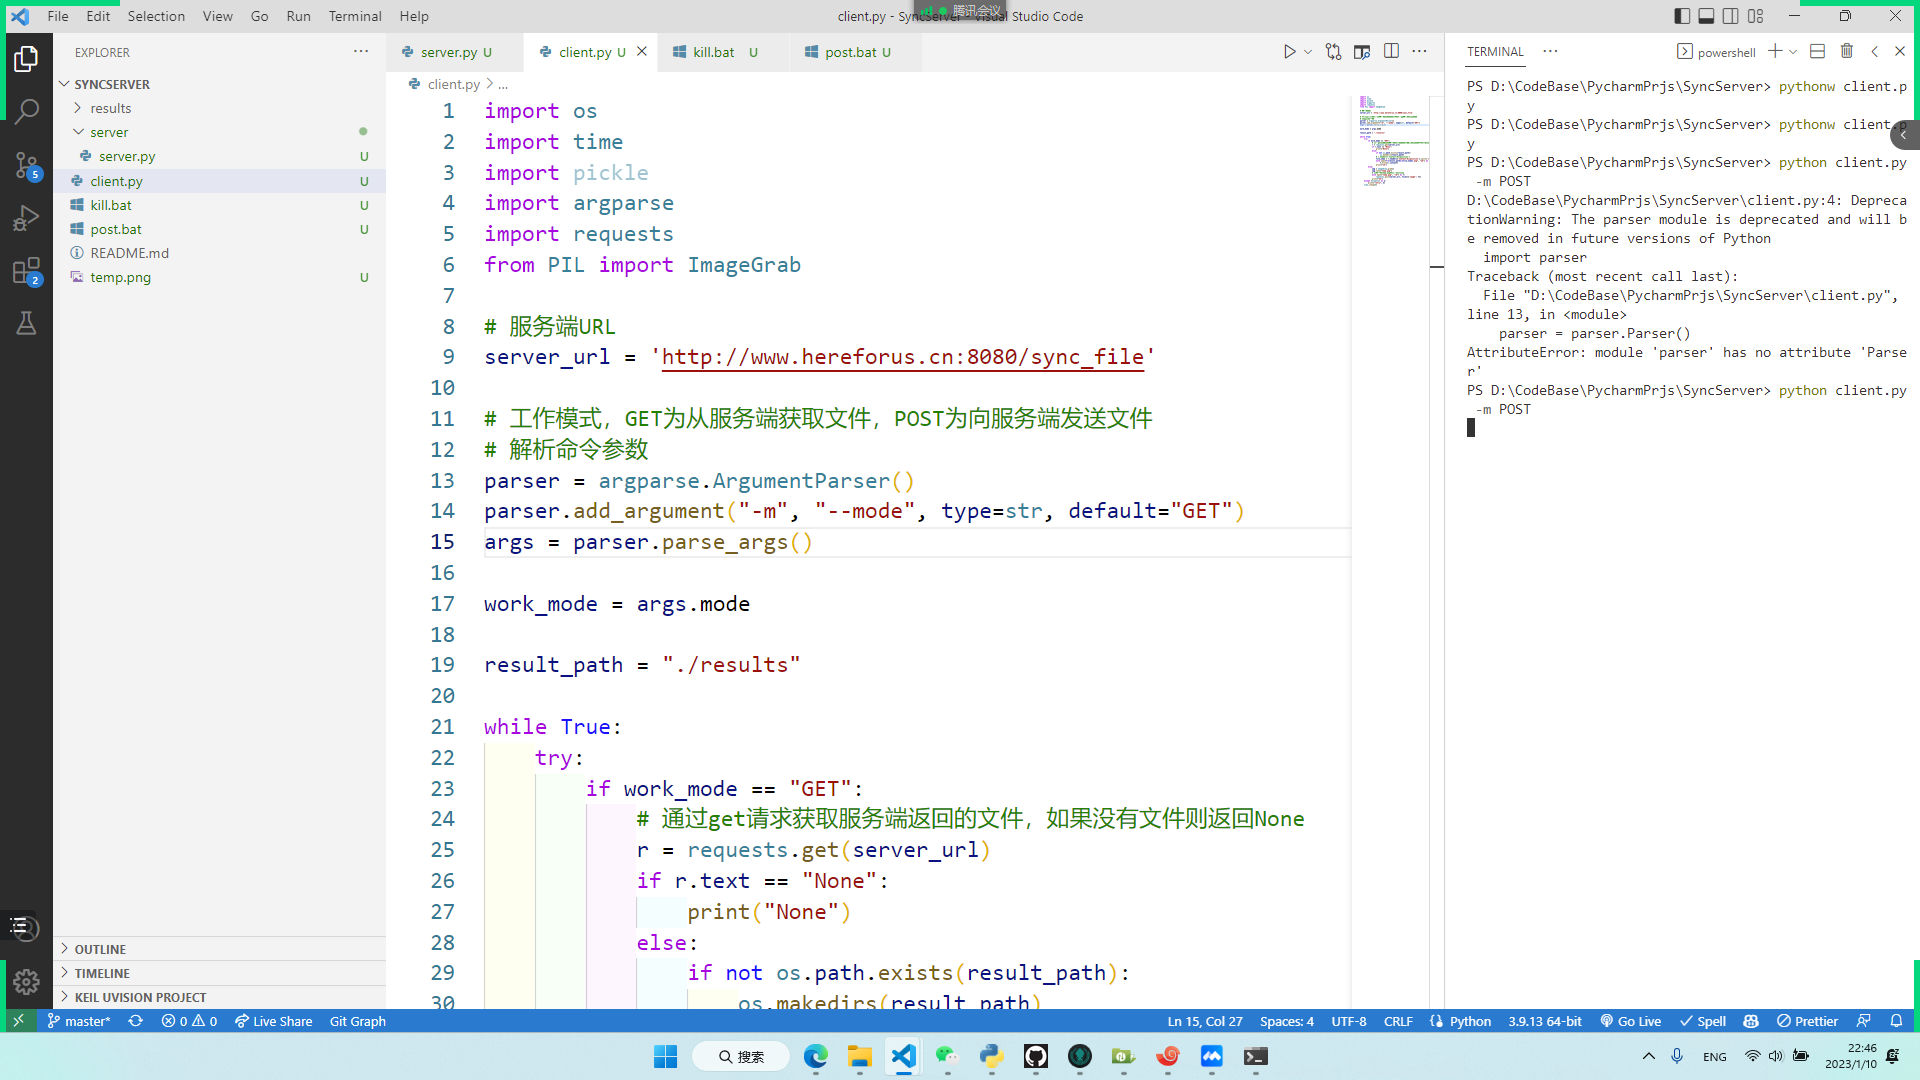 File Edit Selection View Go Run Terminal Help
client.py - SyncServer - Visual Studio Code
腾讯会议
EXPLORER
SYNCSERVER
results
server
server.py U
client.py U
kill.bat U
post.bat U
README.md
temp.png U
OUTLINE
TIMELINE
KEIL UVISION PROJECT
5
2
server.py U
client.py U
kill.bat U
post.bat U
client.py > ...
1 import os
2 import time
3 import pickle
4 import argparse
5 import requests
6 from PIL import ImageGrab
7
8 # 服务端URL
9 server_url = 'http://www.hereforus.cn:8080/sync_file'
10
11 # 工作模式，GET为从服务端获取文件，POST为向服务端发送文件
12 # 解析命令参数
13 parser = argparse.ArgumentParser()
14 parser.add_argument("-m", "--mode", type=str, default="GET")
15 args = parser.parse_args()
16
17 work_mode = args.mode
18
19 result_path = "./results"
20
21 while True:
22 try:
23 if work_mode == "GET":
24 # 通过get请求获取服务端返回的文件，如果没有文件则返回None
25 r = requests.get(server_url)
26 if r.text == "None":
27 print("None")
28 else:
29 if not os.path.exists(result_path):
30 os.makedirs(result_path)
TERMINAL
powershell
PS D:\CodeBase\PycharmPrjs\SyncServer> pythonw client.p
y
PS D:\CodeBase\PycharmPrjs\SyncServer> pythonw client.p
y
PS D:\CodeBase\PycharmPrjs\SyncServer> python client.py
-m POST
D:\CodeBase\PycharmPrjs\SyncServer\client.py:4: Depreca
tionWarning: The parser module is deprecated and will b
e removed in future versions of Python
import parser
Traceback (most recent call last):
File "D:\CodeBase\PycharmPrjs\SyncServer\client.py",
line 13, in <module>
parser = parser.Parser()
AttributeError: module 'parser' has no attribute 'Parse
r'
PS D:\CodeBase\PycharmPrjs\SyncServer> python client.py
-m POST
master* 0 0 Live Share Git Graph
Ln 15, Col 27 Spaces: 4 UTF-8 CRLF Python 3.9.13 64-bit Go Live Spell Prettier
搜索
ENG
22:46
2023/1/10